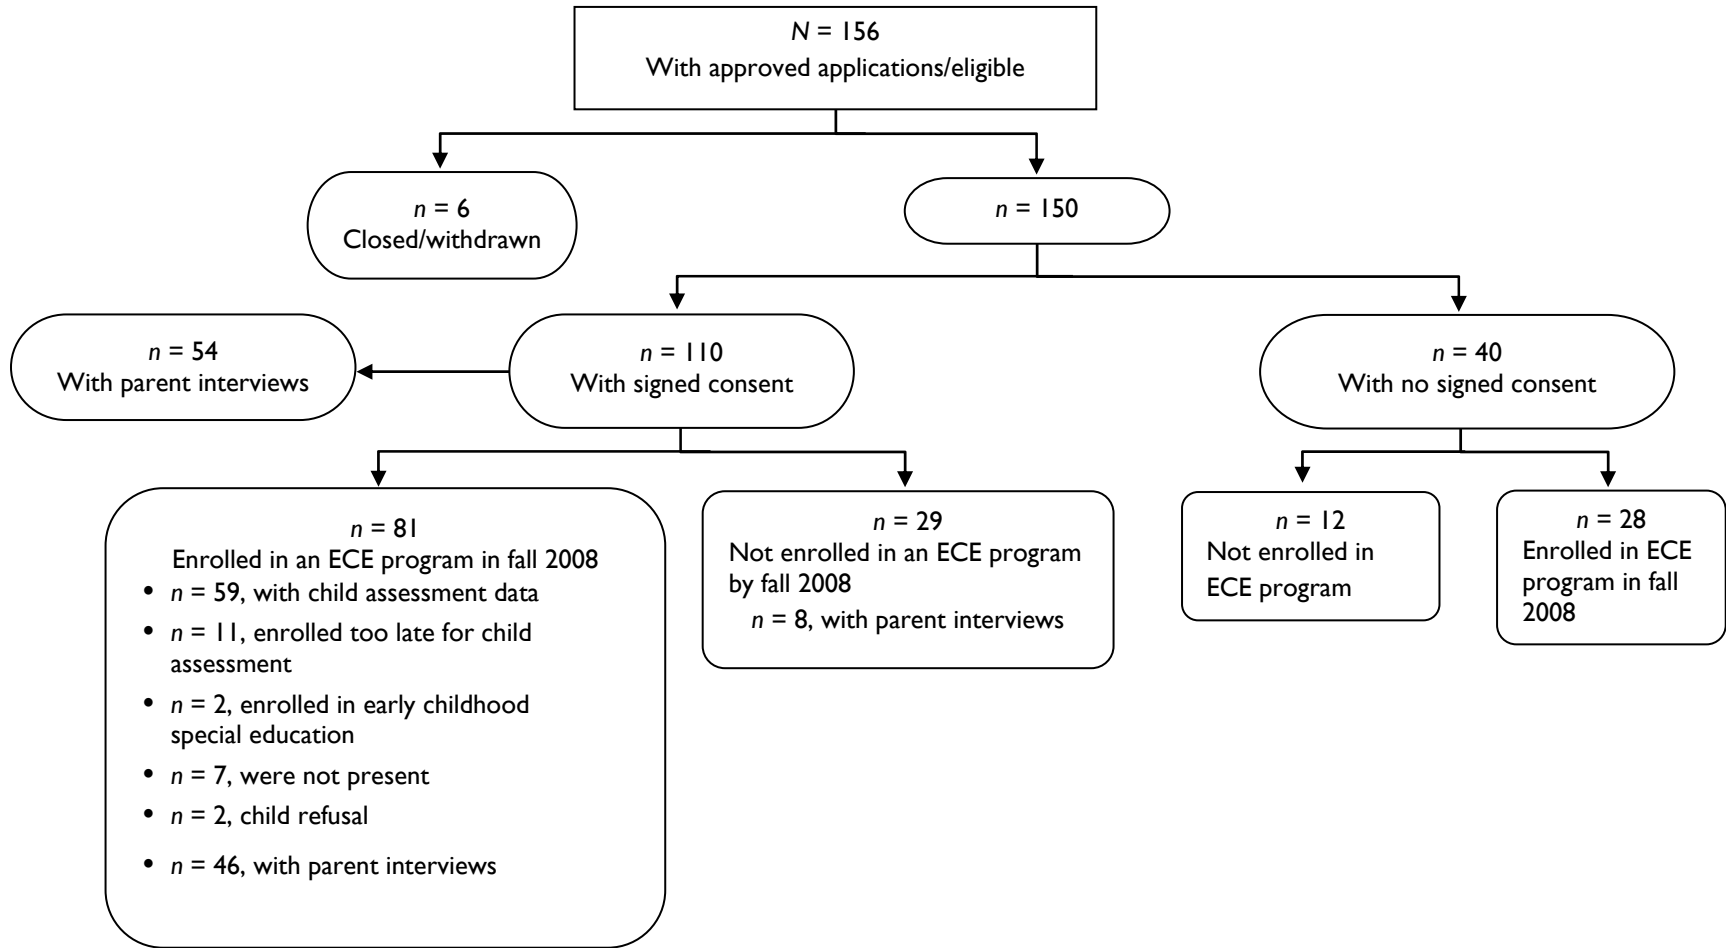 N = 156
With approved applications/eligible
n = 6
Closed/withdrawn
n = 150
n = 54
With parent interviews
n = 110
With signed consent
n = 40
With no signed consent
n = 81
Enrolled in an ECE program in fall 2008
• n = 59, with child assessment data
• n = 11, enrolled too late for child
assessment
• n = 2, enrolled in early childhood
special education
• n = 7, were not present
• n = 2, child refusal
• n = 46, with parent interviews
n = 29
Not enrolled in an ECE program
by fall 2008
n = 8, with parent interviews
n = 12
Not enrolled in
ECE program
n = 28
Enrolled in ECE
program in fall
2008